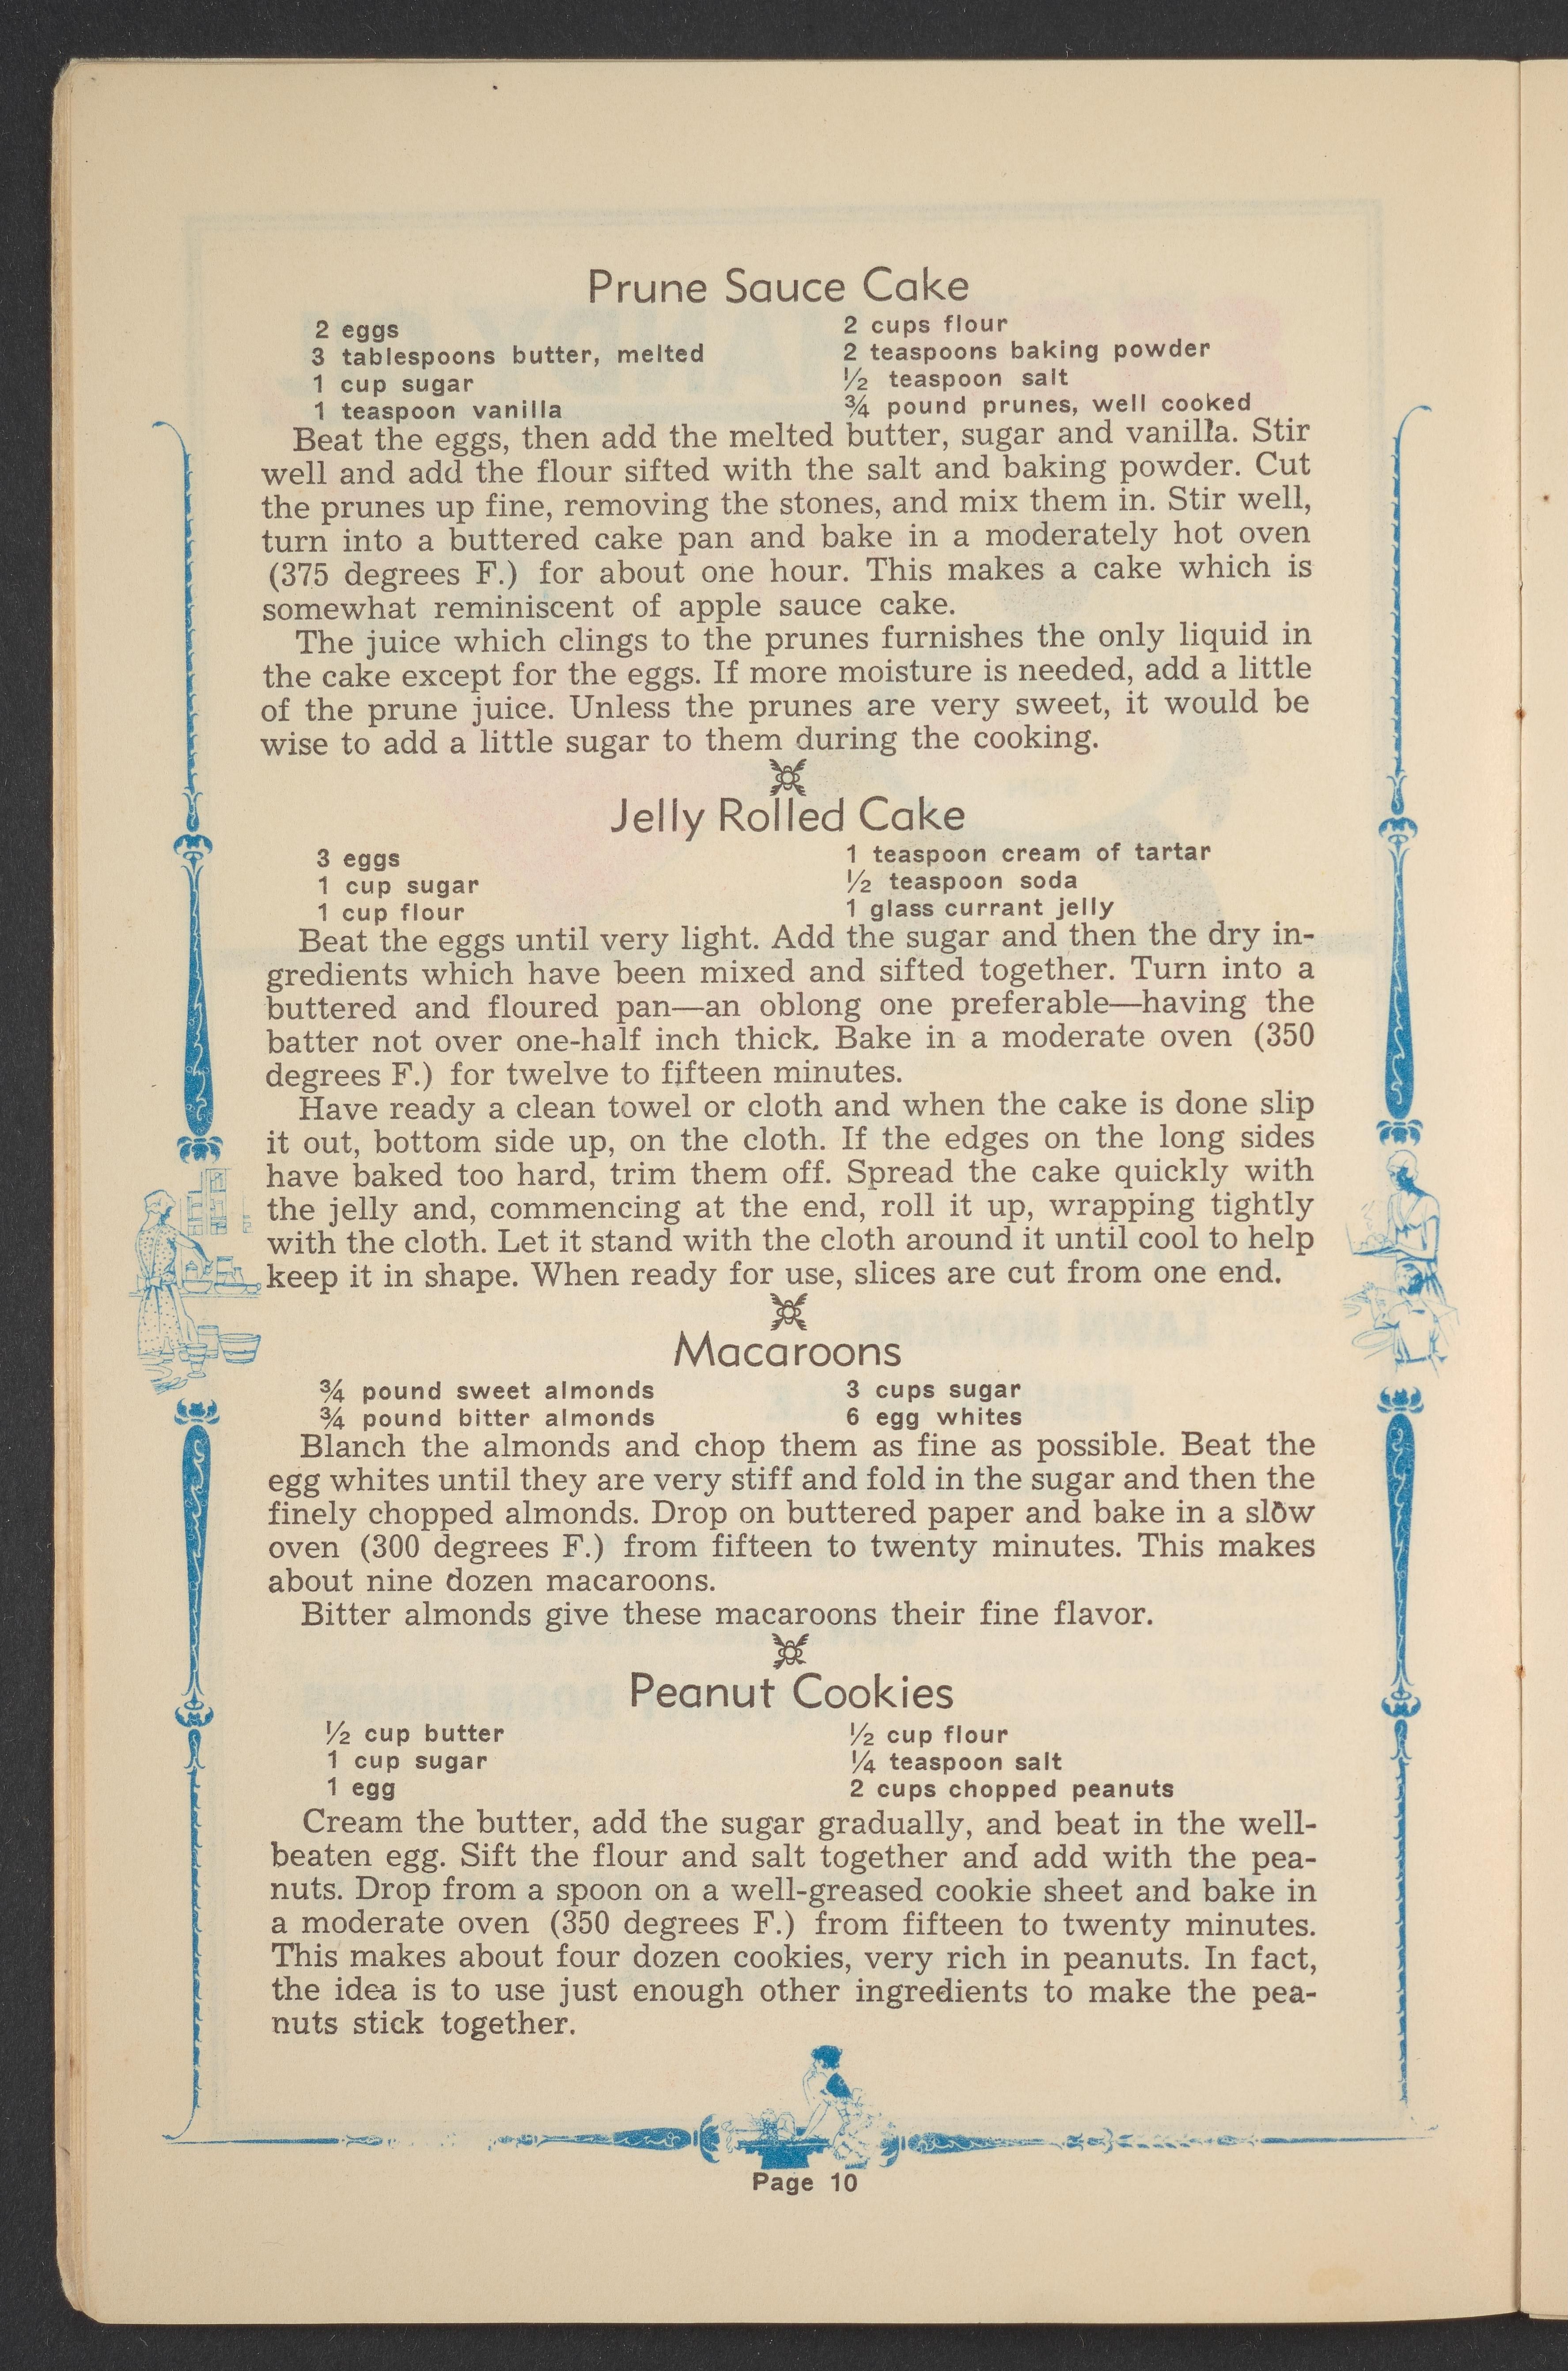 Prune Sauce Cake
2 eggs
3 tablespoons butter, melted
1 cup sugar
1 teaspoon vanilla
2 cups flour
2 teaspoons baking powder
½ teaspoon salt
¾ pound prunes, well cooked
Beat the eggs, then add the melted butter, sugar and vanilla. Stir
well and add the flour sifted with the salt and baking powder. Cut
the prunes up fine, removing the stones, and mix them in. Stir well,
turn into a buttered cake pan and bake in a moderately hot oven
(375 degrees F.) for about one hour. This makes a cake which is
somewhat reminiscent of apple sauce cake.
The juice which clings to the prunes furnishes the only liquid in
the cake except for the eggs. If more moisture is needed, add a little
of the prune juice. Unless the prunes are very sweet, it would be
wise to add a little sugar to them during the cooking.
Jelly Rolled Cake
3 eggs
1 cup sugar
1 cup flour
1 teaspoon cream of tartar
½ teaspoon soda
1 glass currant jelly
Beat the eggs until very light. Add the sugar and then the dry in-
gredients which have been mixed and sifted together. Turn into a
buttered and floured pan—an oblong one preferable—having the
batter not over one-half inch thick. Bake in a moderate oven (350
degrees F.) for twelve to fifteen minutes.
Have ready a clean towel or cloth and when the cake is done slip
it out, bottom side up, on the cloth. If the edges on the long sides
have baked too hard, trim them off. Spread the cake quickly with
the jelly and, commencing at the end, roll it up, wrapping tightly
with the cloth. Let it stand with the cloth around it until cool to help
keep it in shape. When ready for use, slices are cut from one end.
Macaroons
¾ pound sweet almonds
¾ pound bitter almonds
3 cups sugar
6 egg whites
Blanch the almonds and chop them as fine as possible. Beat the
egg whites until they are very stiff and fold in the sugar and then the
finely chopped almonds. Drop on buttered paper and bake in a slow
oven (300 degrees F.) from fifteen to twenty minutes. This makes
about nine dozen macaroons.
Bitter almonds give these macaroons their fine flavor.
Peanut Cookies
½ cup butter
1 cup sugar
1 egg
½ cup flour
¼ teaspoon salt
2 cups chopped peanuts
Cream the butter, add the sugar gradually, and beat in the well-
beaten egg. Sift the flour and salt together and add with the pea-
nuts. Drop from a spoon on a well-greased cookie sheet and bake in
a moderate oven (350 degrees F.) from fifteen to twenty minutes.
This makes about four dozen cookies, very rich in peanuts. In fact,
the idea is to use just enough other ingredients to make the pea-
nuts stick together.
Page 10